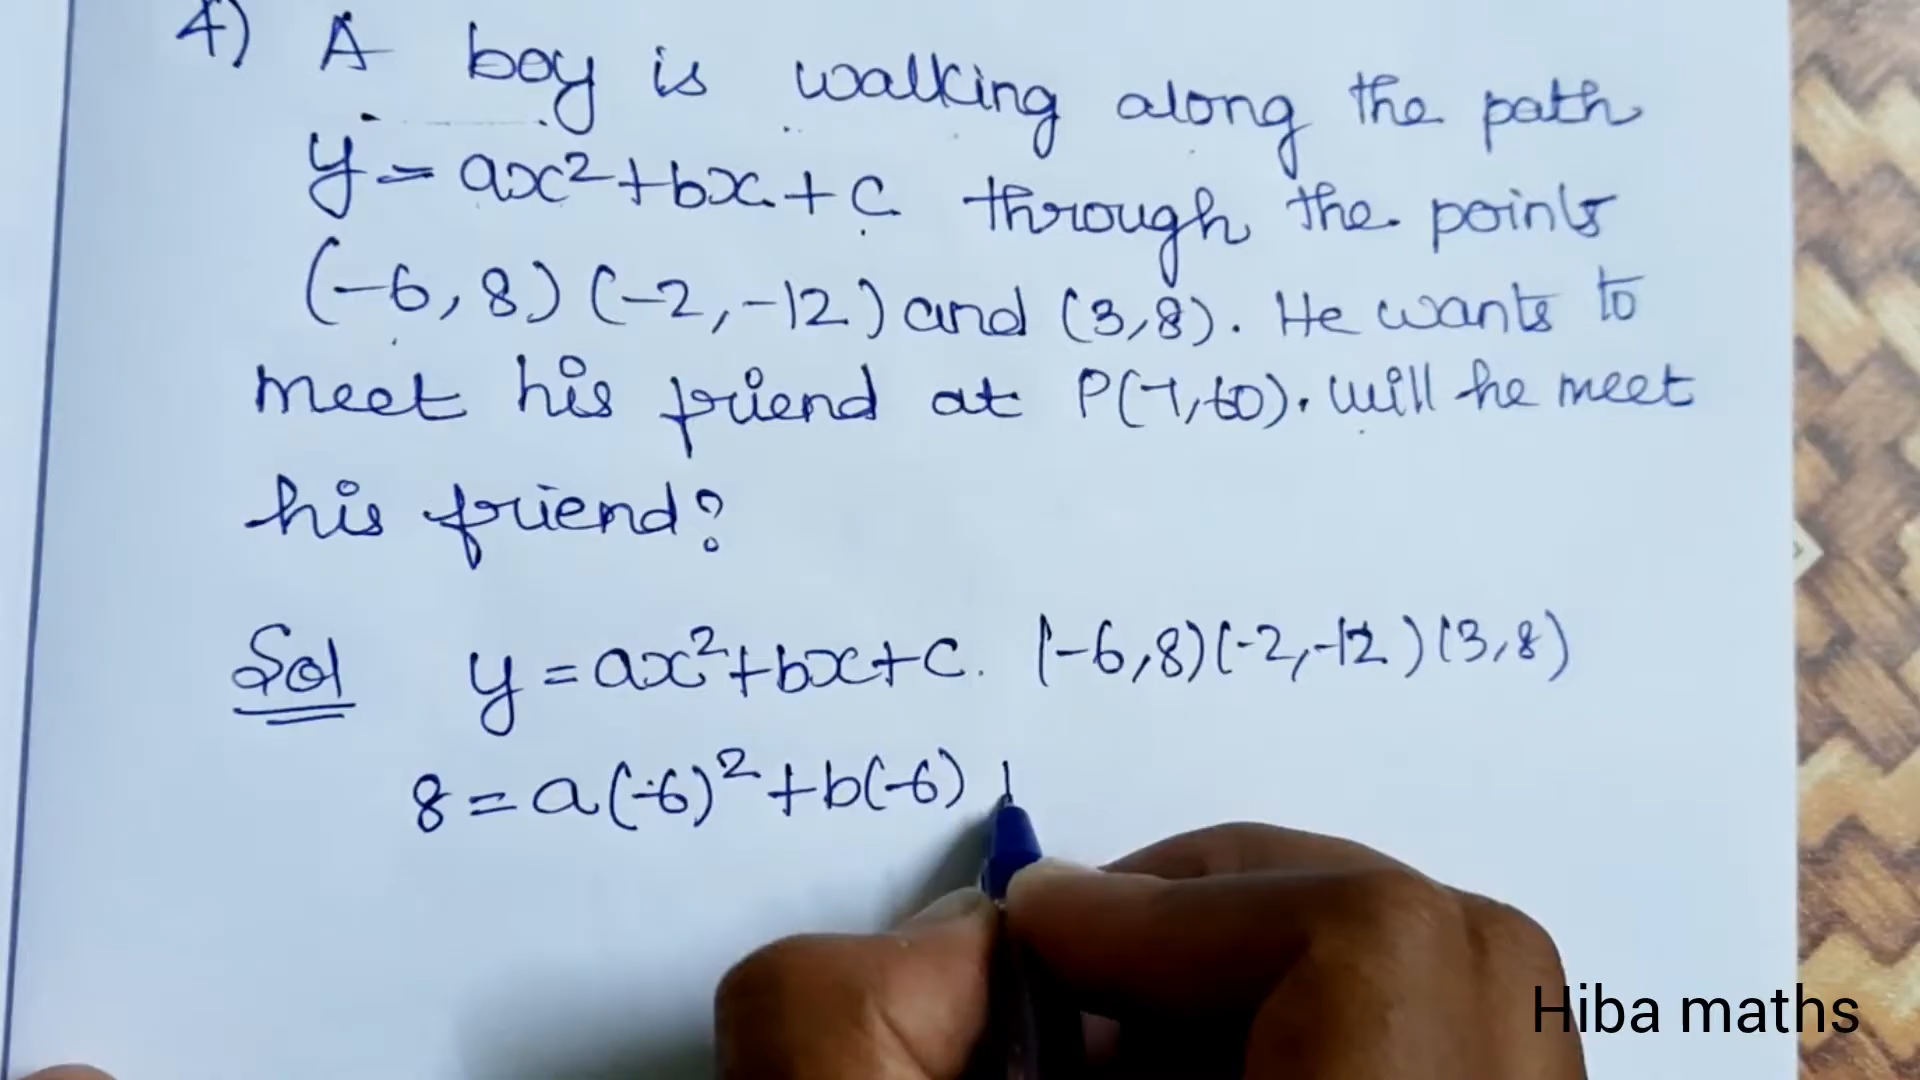 4) A boy is walking along the path
y = ax²+bx+c through the points
(-6,8)(-2,-12) and (3,8). He wants to
meet his friend at P(7,60). will he meet
his friend?
Sol y = ax²+bx+c. (-6,8)(-2,-12)(3,8)
8 = a(-6)²+b(-6)
Hiba maths